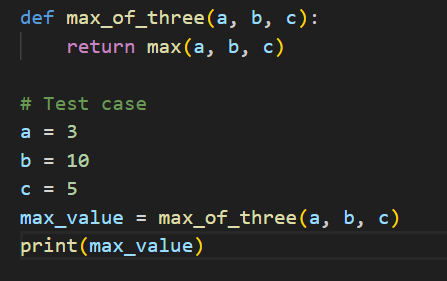 def max_of_three(a, b, c):
    return max(a, b, c)

# Test case
a = 3
b = 10
c = 5
max_value = max_of_three(a, b, c)
print(max_value)